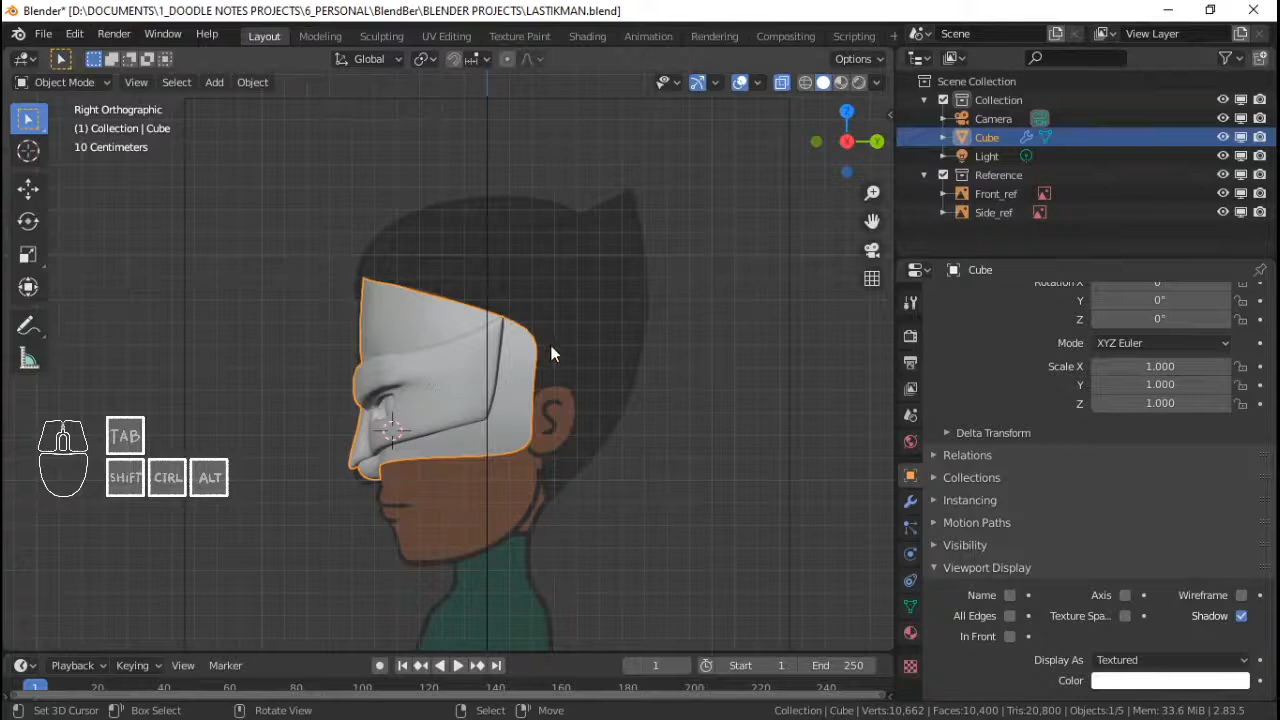 Blender* [D:\DOCUMENTS\1_DOODLE NOTES PROJECTS\6_PERSONAL\BlendBer\BLENDER PROJECTS\LASTIKMAN.blend]
File Edit Render Window Help Layout Modeling Sculpting UV Editing Texture Paint Shading Animation Rendering Compositing Scripting + Scene View Layer
Global Options
Object Mode View Select Add Object
Right Orthographic
(1) Collection | Cube
10 Centimeters
Z
X
Y
TAB
SHiFT CTRL ALT
Scene Collection
Collection
Camera
Cube
Light
Reference
Front_ref
Side_ref
Cube
Rotation X 0°
Y 0°
Z 0°
Mode XYZ Euler
Scale X 1.000
Y 1.000
Z 1.000
Delta Transform
Relations
Collections
Instancing
Motion Paths
Visibility
Viewport Display
Name Axis Wireframe
All Edges Texture Spa... Shadow
In Front
Display As Textured
Color
Playback Keying View Marker 1 Start 1 End 250
1 20 100 120 140 160 180 200 220 240
Set 3D Cursor Box Select Rotate View Select Move Collection | Cube | Verts:10,662 | Faces:10,400 | Tris:20,800 | Objects:1/5 | Mem: 33.6 MiB | 2.83.5